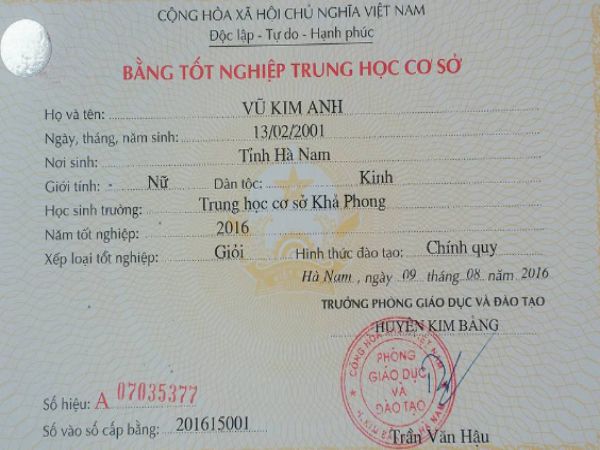 CỘNG HÒA XÃ HỘI CHỦ NGHĨA VIỆT NAM
Độc lập - Tự do - Hạnh phúc
BẰNG TỐT NGHIỆP TRUNG HỌC CƠ SỞ
Họ và tên: VŨ KIM ANH
Ngày, tháng, năm sinh: 13/02/2001
Nơi sinh: Tỉnh Hà Nam
Giới tính: Nữ Dân tộc: Kinh
Học sinh trường: Trung học cơ sở Khả Phong
Năm tốt nghiệp: 2016
Xếp loại tốt nghiệp: Giỏi Hình thức đào tạo: Chính quy
Hà Nam, ngày 09 tháng 08 năm 2016
TRƯỞNG PHÒNG GIÁO DỤC VÀ ĐÀO TẠO
HUYỆN KIM BẢNG
PHÒNG
GIÁO DỤC
VÀ
ĐÀO TẠO
Số hiệu: A 07035377
Số vào sổ cấp bằng: 201615001
Trần Văn Hậu